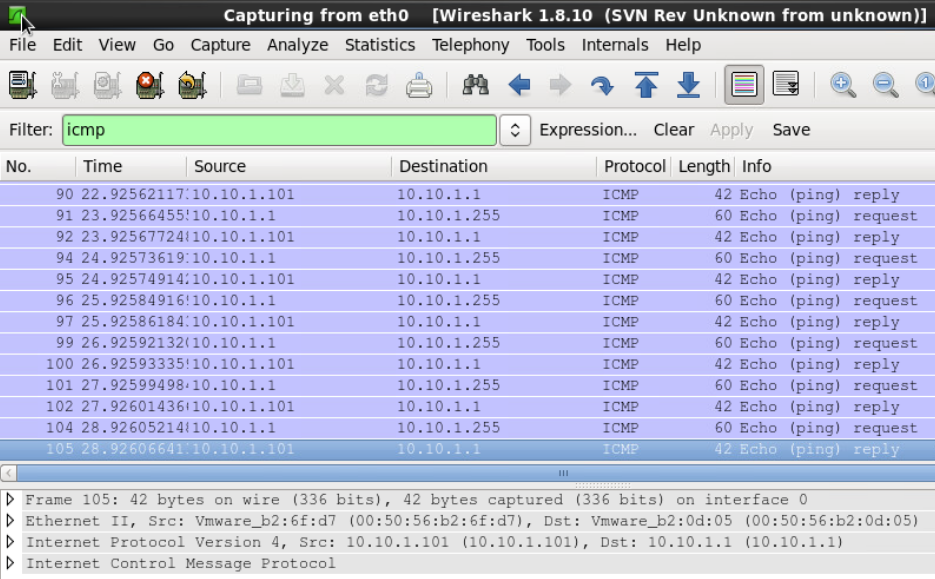 Capturing from eth0 [Wireshark 1.8.10 (SVN Rev Unknown from unknown)]
File Edit View Go Capture Analyze Statistics Telephony Tools Internals Help
Filter: icmp Expression... Clear Apply Save
No. Time Source Destination Protocol Length Info
90 22.92562117 10.10.1.101 10.10.1.1 ICMP 42 Echo (ping) reply
91 23.92566455 10.10.1.1 10.10.1.255 ICMP 60 Echo (ping) request
92 23.92567724 10.10.1.101 10.10.1.1 ICMP 42 Echo (ping) reply
94 24.92573619 10.10.1.1 10.10.1.255 ICMP 60 Echo (ping) request
95 24.92574914 10.10.1.101 10.10.1.1 ICMP 42 Echo (ping) reply
96 25.92584916 10.10.1.1 10.10.1.255 ICMP 60 Echo (ping) request
97 25.92586184 10.10.1.101 10.10.1.1 ICMP 42 Echo (ping) reply
99 26.92592132 10.10.1.1 10.10.1.255 ICMP 60 Echo (ping) request
100 26.92593335 10.10.1.101 10.10.1.1 ICMP 42 Echo (ping) reply
101 27.92599498 10.10.1.1 10.10.1.255 ICMP 60 Echo (ping) request
102 27.92601436 10.10.1.101 10.10.1.1 ICMP 42 Echo (ping) reply
104 28.92605214 10.10.1.1 10.10.1.255 ICMP 60 Echo (ping) request
105 28.92606641 10.10.1.101 10.10.1.1 ICMP 42 Echo (ping) reply
Frame 105: 42 bytes on wire (336 bits), 42 bytes captured (336 bits) on interface 0
Ethernet II, Src: Vmware_b2:6f:d7 (00:50:56:b2:6f:d7), Dst: Vmware_b2:0d:05 (00:50:56:b2:0d:05)
Internet Protocol Version 4, Src: 10.10.1.101 (10.10.1.101), Dst: 10.10.1.1 (10.10.1.1)
Internet Control Message Protocol